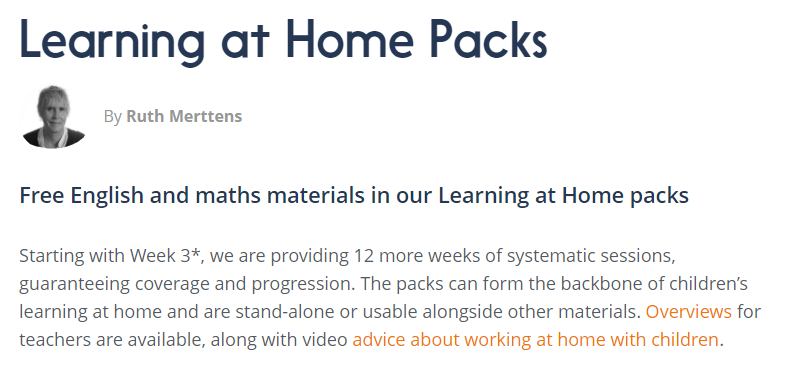 Learning at Home Packs
By Ruth Merttens
Free English and maths materials in our Learning at Home packs
Starting with Week 3*, we are providing 12 more weeks of systematic sessions,
guaranteeing coverage and progression. The packs can form the backbone of children’s
learning at home and are stand-alone or usable alongside other materials. Overviews for
teachers are available, along with video advice about working at home with children.